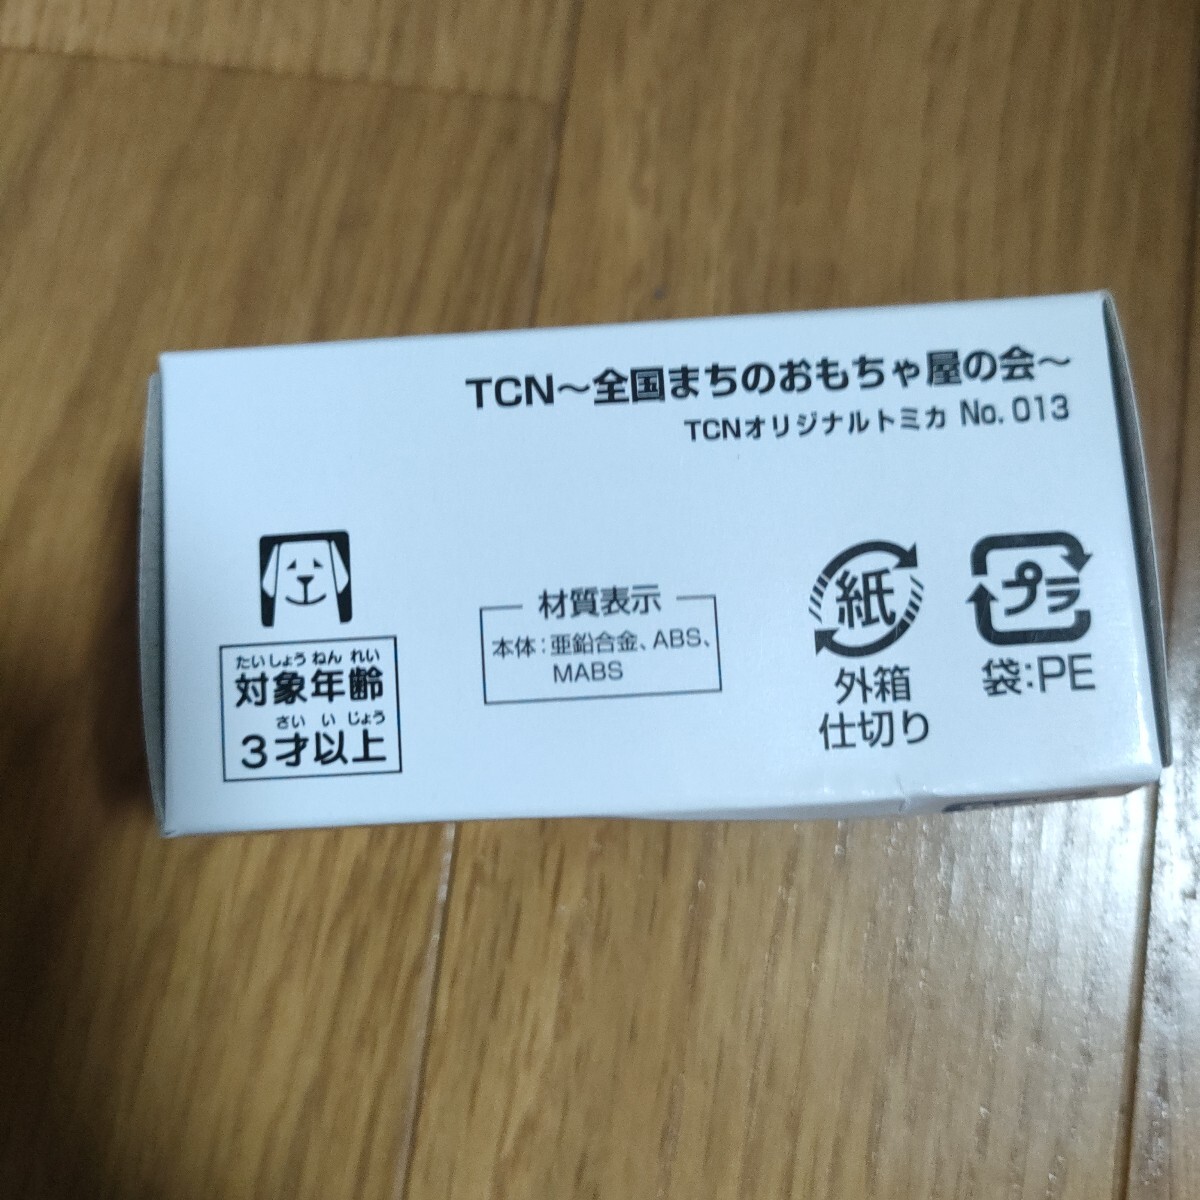 TCN〜全国まちのおもちゃ屋の会〜
TCNオリジナルトミカ No. 013
たいしょうねんれい
対象年齢
さいいじょう
3才以上
材質表示
本体:亜鉛合金、ABS、
MABS
紙
外箱
仕切り
プラ
袋:PE